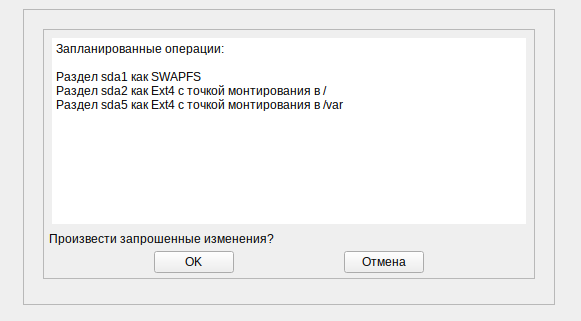 Запланированные операции:
Раздел sda1 как SWAPFS
Раздел sda2 как Ext4 с точкой монтирования в /
Раздел sda5 как Ext4 с точкой монтирования в /var
Произвести запрошенные изменения?
OK
Отмена